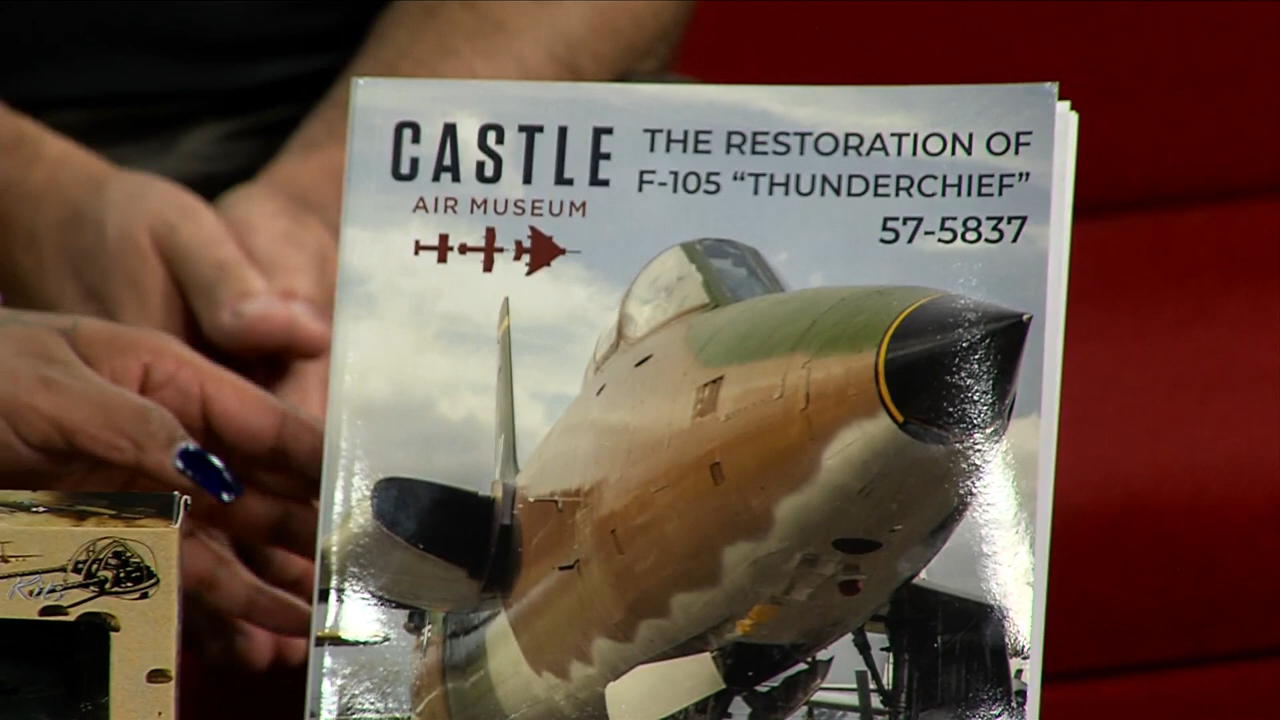 CASTLE
AIR MUSEUM
THE RESTORATION OF
F-105 “THUNDERCHIEF”
57-5837